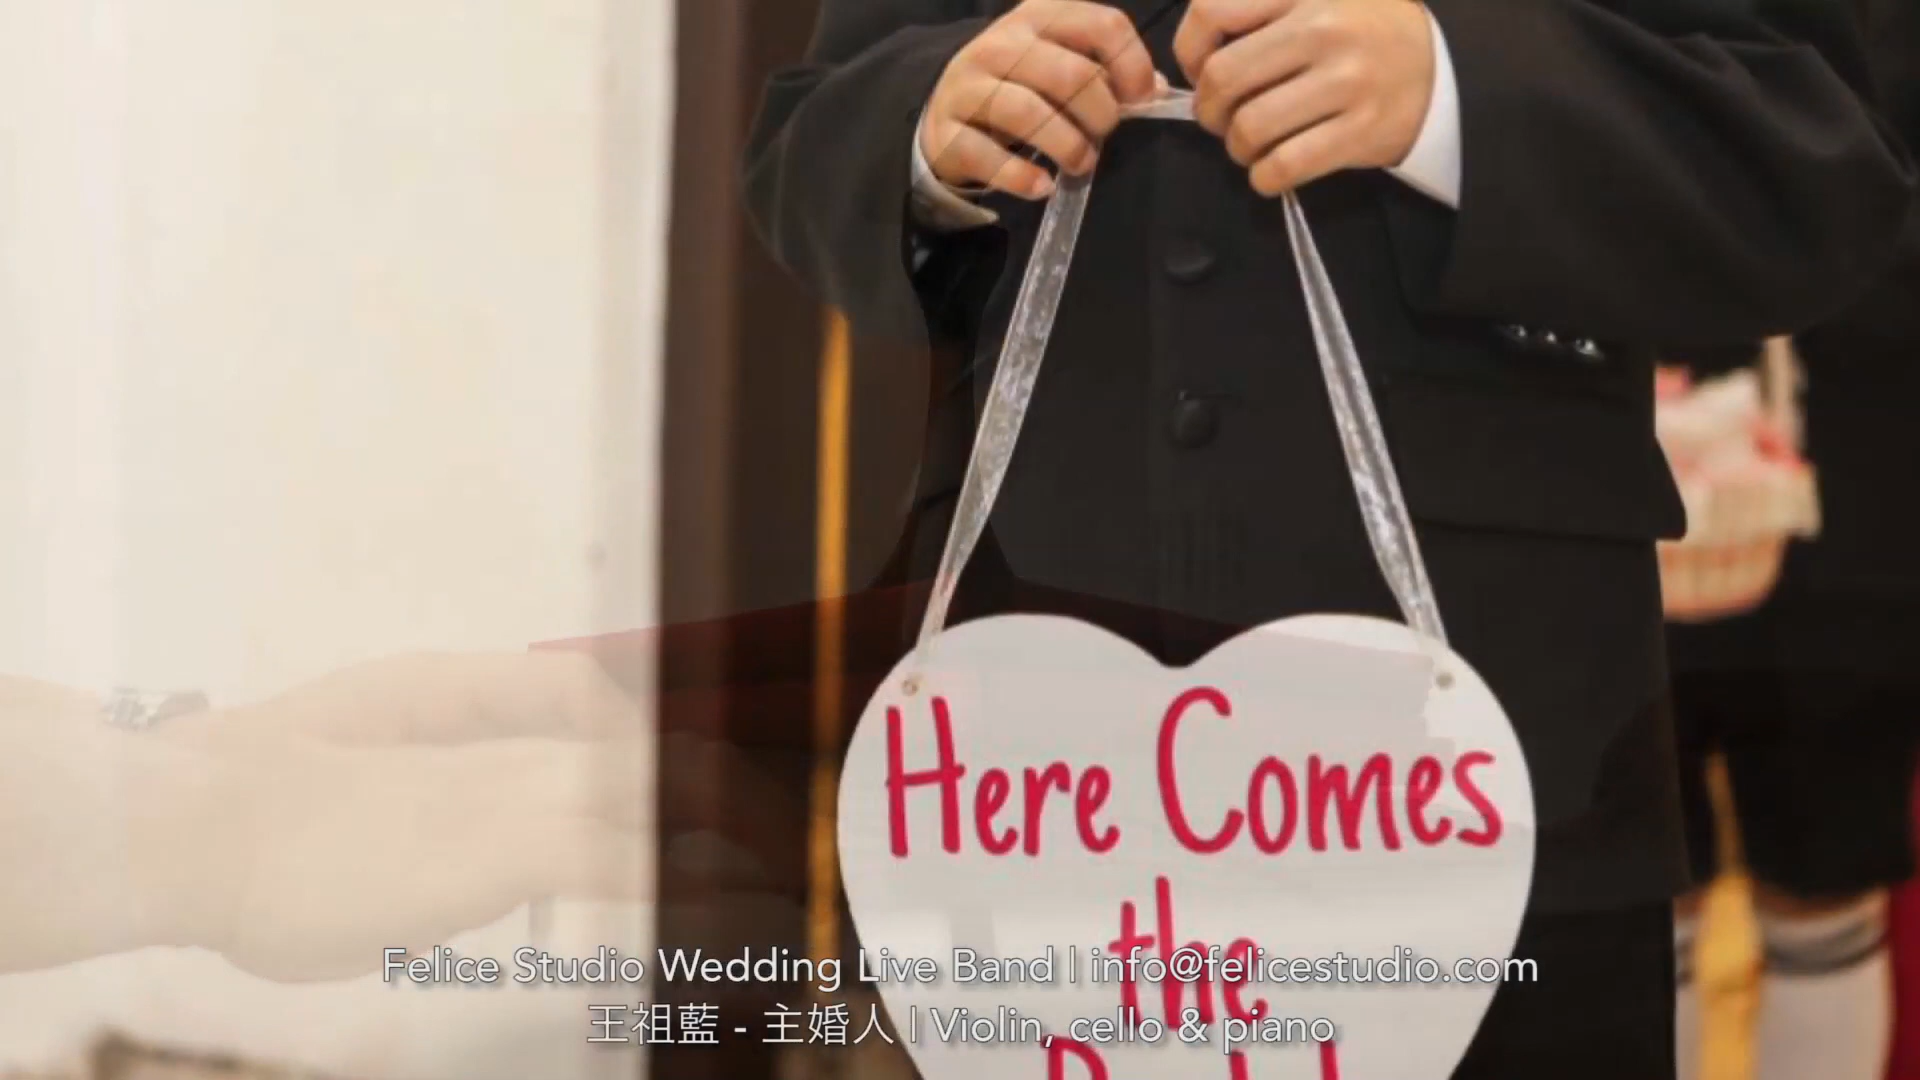 Here Comes
the
Felice Studio Wedding Live Band | info@felicestudio.com
王祖藍 - 主婚人 | Violin, cello & piano